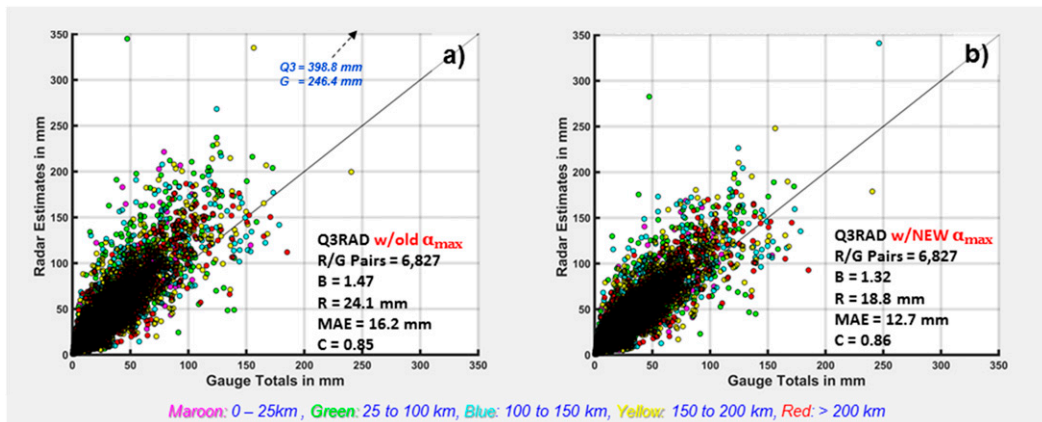 a)
Q3 = 398.8 mm
G = 246.4 mm
350
300
250
200
150
100
50
0
Radar Estimates in mm
Q3RAD w/old αmax
R/G Pairs = 6,827
B = 1.47
R = 24.1 mm
MAE = 16.2 mm
C = 0.85
0 50 100 150 200 250 300 350
Gauge Totals in mm
b)
350
300
250
200
150
100
50
0
Radar Estimates in mm
Q3RAD w/NEW αmax
R/G Pairs = 6,827
B = 1.32
R = 18.8 mm
MAE = 12.7 mm
C = 0.86
0 50 100 150 200 250 300 350
Gauge Totals in mm
Maroon: 0 – 25km , Green: 25 to 100 km, Blue: 100 to 150 km, Yellow: 150 to 200 km, Red: > 200 km